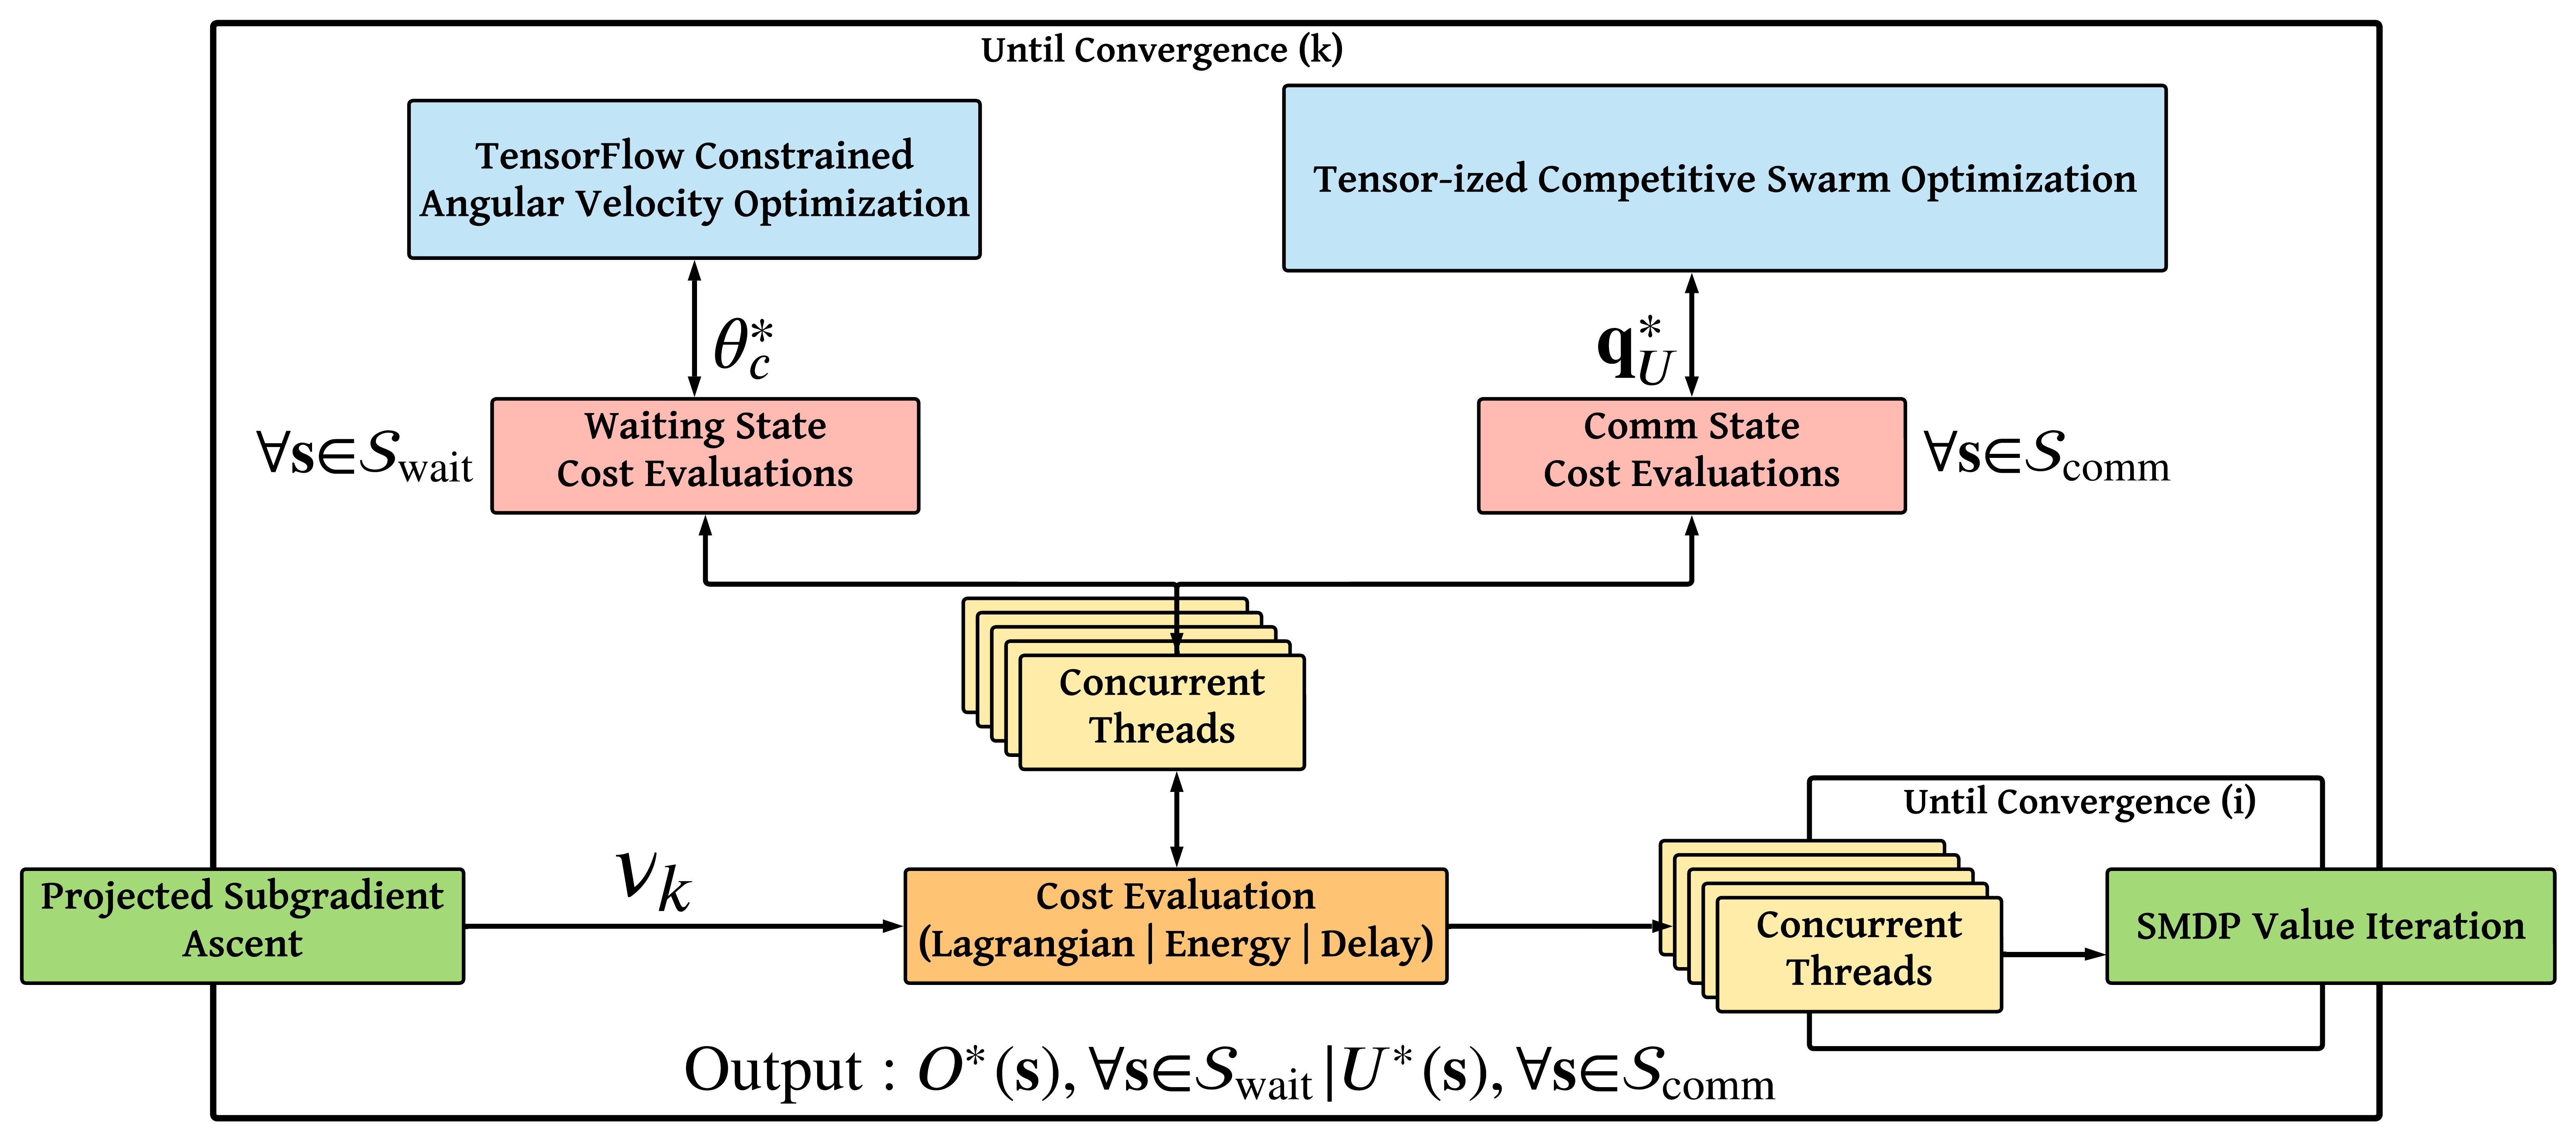 Until Convergence (k)
TensorFlow Constrained
Angular Velocity Optimization
Tensor-ized Competitive Swarm Optimization
θ*c
q*U
∀s∈𝒮wait
Waiting State
Cost Evaluations
Comm State
Cost Evaluations
∀s∈𝒮comm
Concurrent
Threads
Until Convergence (i)
Projected Subgradient
Ascent
νk
Cost Evaluation
(Lagrangian | Energy | Delay)
Concurrent
Threads
SMDP Value Iteration
Output : O*(s), ∀s∈𝒮wait |U*(s), ∀s∈𝒮comm